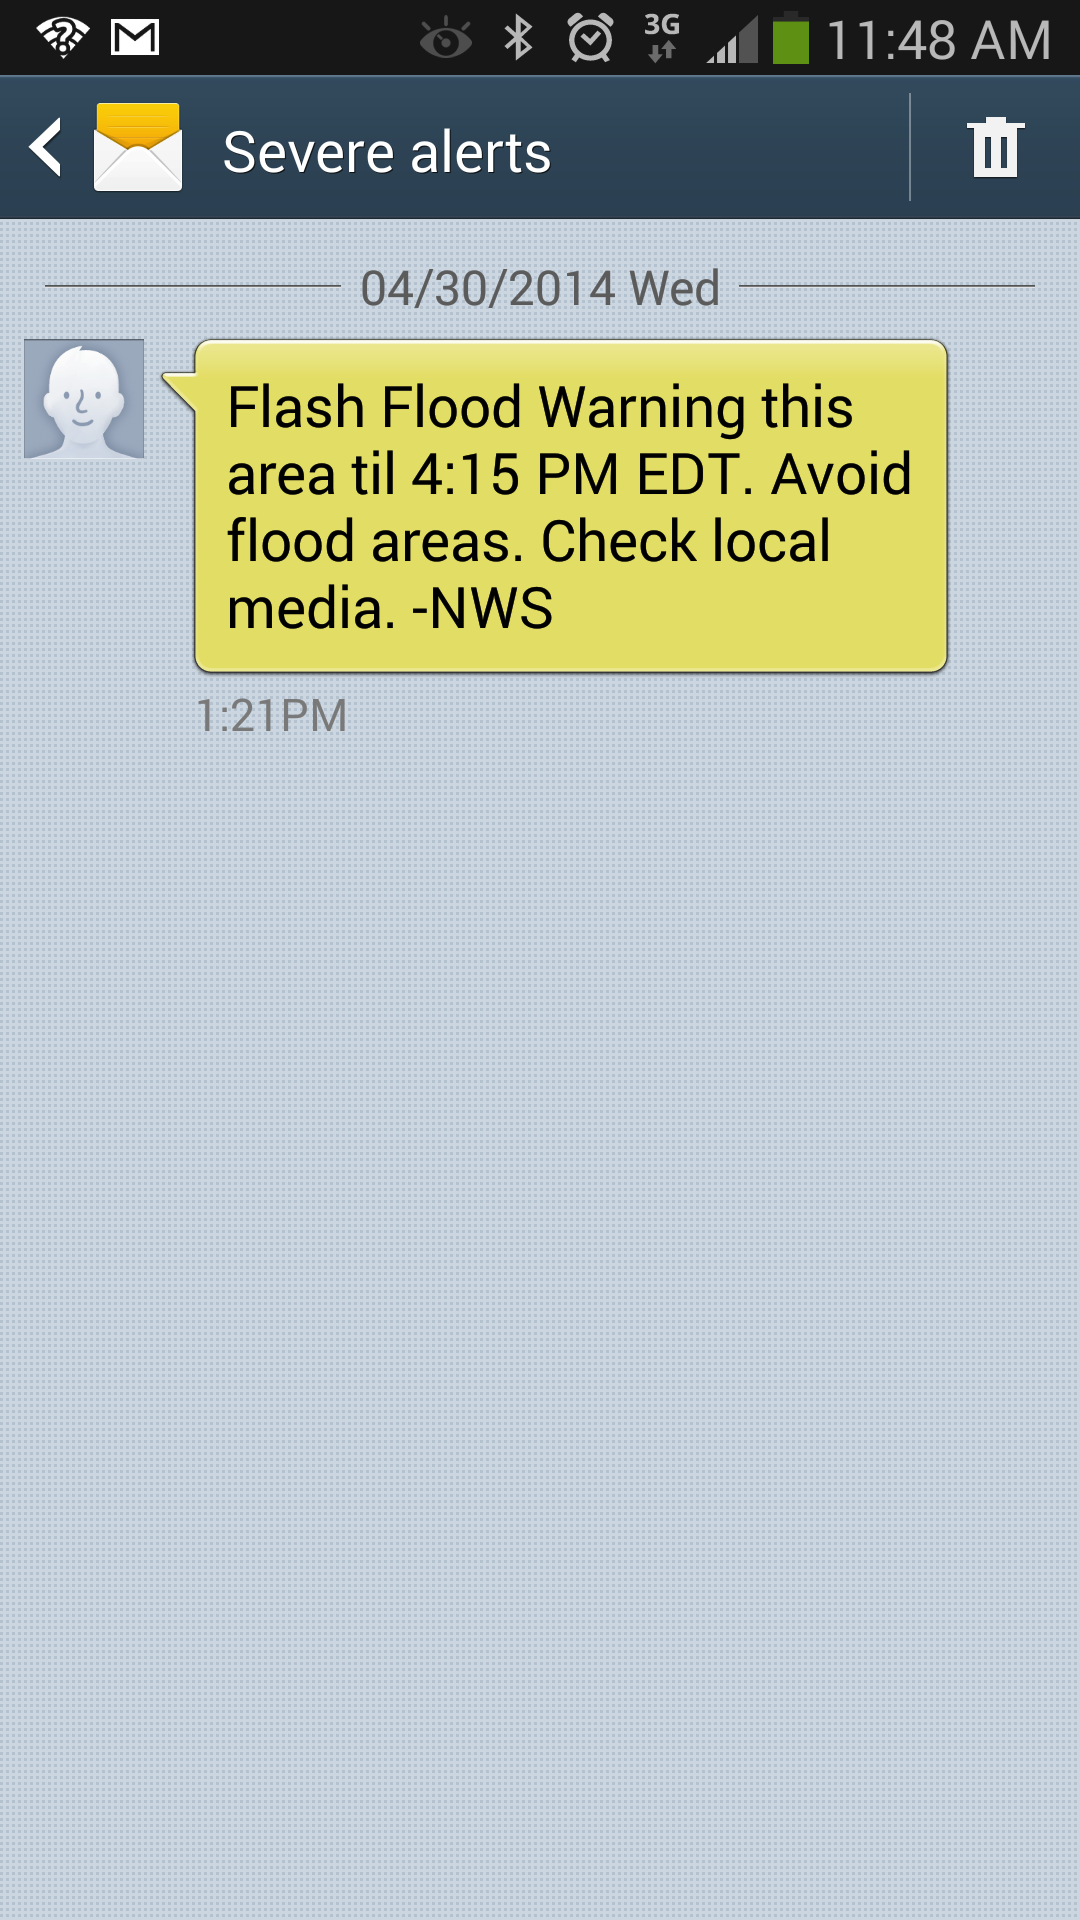 3G 11:48 AM
Severe alerts
04/30/2014 Wed
Flash Flood Warning this
area til 4:15 PM EDT. Avoid
flood areas. Check local
media. -NWS
1:21PM